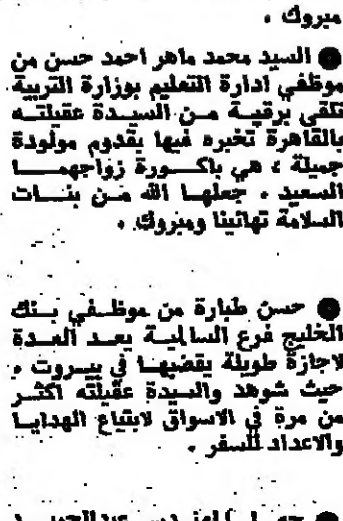 مبروك .
● السيد محمد ماهر احمد حسن من
موظفي ادارة التعليم بوزارة التربية
تلقى برقية من السيدة عقيلته
بالقاهرة تخبره فيها بقدوم مولودة
جميلة ، هي باكورة زواجهما
السعيد . جعلها الله من بنات
السلامة تهانينا ومبروك .
● حسن طبارة من موظفي بنك
الخليج فرع السالمية يعد العدة
لاجازة طويلة يقضيها في بيروت .
حيث شوهد والسيدة عقيلته اكثر
من مرة في الاسواق لابتياع الهدايا
والاعداد للسفر .